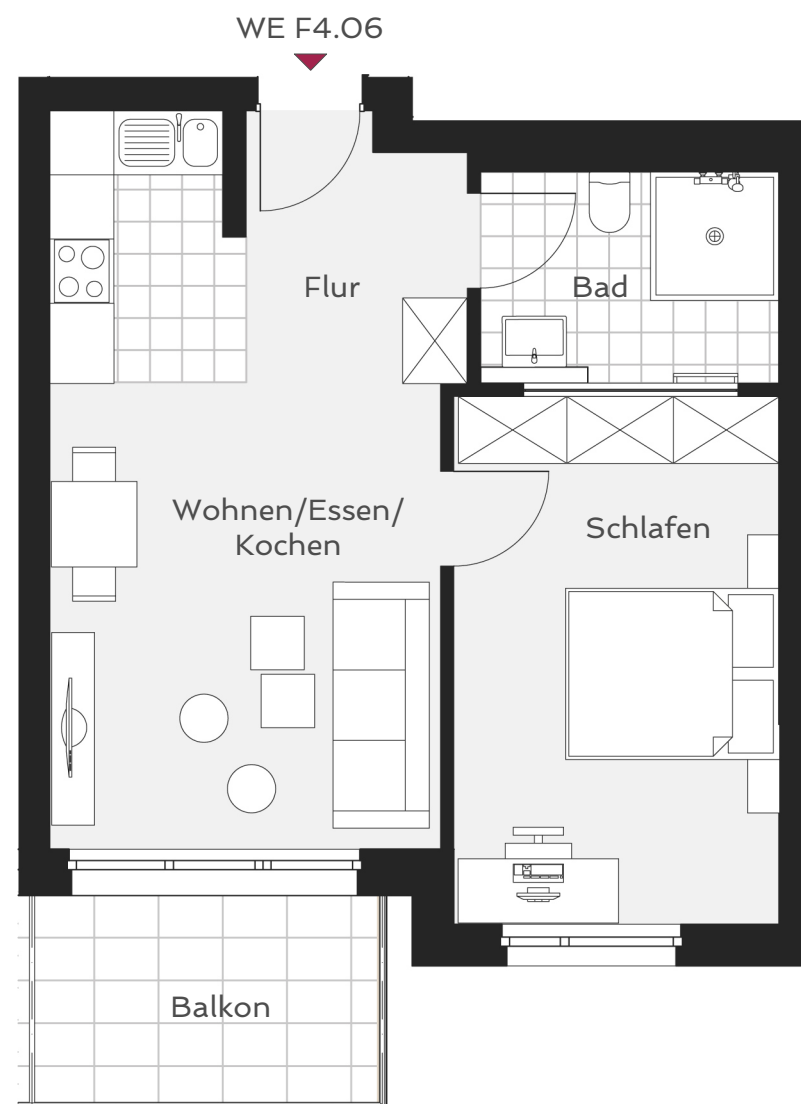 WE F4.06
Flur
Bad
Wohnen/Essen/
Kochen
Schlafen
Balkon